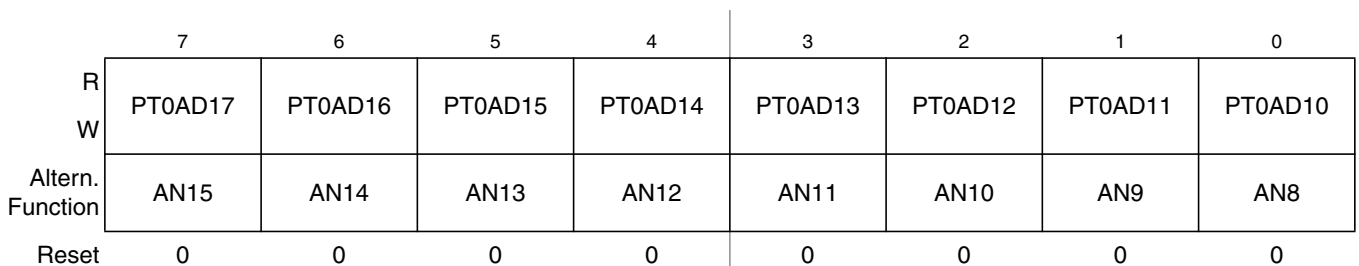 7 6 5 4 3 2 1 0
R
W
PT0AD17 PT0AD16 PT0AD15 PT0AD14 PT0AD13 PT0AD12 PT0AD11 PT0AD10
Altern.
Function
AN15 AN14 AN13 AN12 AN11 AN10 AN9 AN8
Reset 0 0 0 0 0 0 0 0